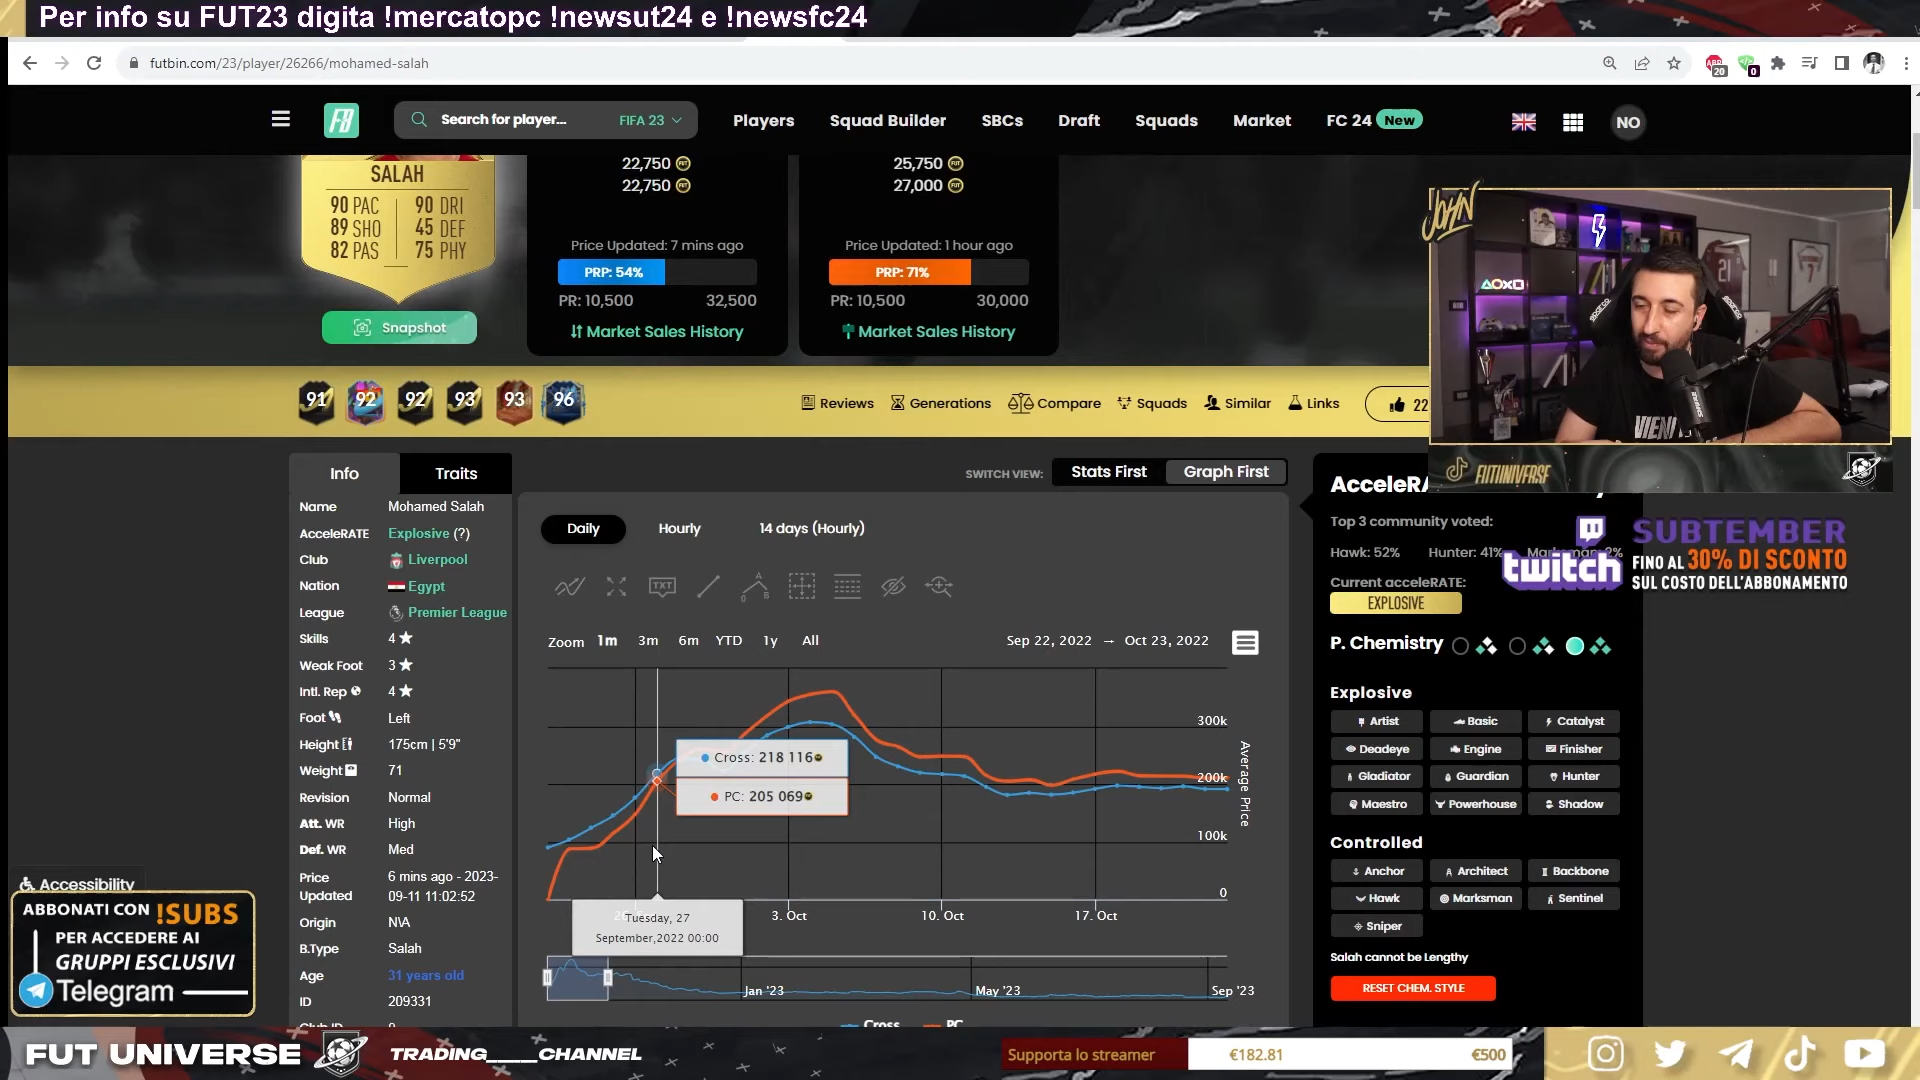 Per info su FUT23 digita !mercatopc !newsut24 e !newsfc24
futbin.com/23/player/26266/mohamed-salah
Search for player...
FIFA 23
Players
Squad Builder
SBCs
Draft
Squads
Market
FC 24
New
NO
SALAH
90 PAC
90 DRI
89 SHO
45 DEF
82 PAS
75 PHY
Snapshot
22,750
22,750
Price Updated: 7 mins ago
PRP: 54%
PR: 10,500
32,500
Market Sales History
25,750
27,000
Price Updated: 1 hour ago
PRP: 71%
PR: 10,500
30,000
Market Sales History
91
92
92
93
93
96
Reviews
Generations
Compare
Squads
Similar
Links
22
JOHN
VIENI
FUTUNIVERSE
Info
Traits
Name Mohamed Salah
AcceleRATE Explosive (?)
Club Liverpool
Nation Egypt
League Premier League
Skills 4
Weak Foot 3
Intl. Rep 4
Foot Left
Height 175cm | 5'9"
Weight 71
Revision Normal
Att. WR High
Def. WR Med
Price Updated 6 mins ago - 2023-09-11 11:02:52
Origin N\A
B.Type Salah
Age 31 years old
ID 209331
SWITCH VIEW:
Stats First
Graph First
Daily
Hourly
14 days (Hourly)
TXT
Zoom
1m
3m
6m
YTD
1y
All
Sep 22, 2022 → Oct 23, 2022
300k
200k
100k
0
Average Price
Cross: 218 116
PC: 205 069
Tuesday, 27
September,2022 00:00
3. Oct
10. Oct
17. Oct
Jan '23
May '23
Sep '23
Cross
PC
AcceleRA
Top 3 community voted:
Hawk: 52%
Hunter: 41%
Current acceleRATE:
EXPLOSIVE
P. Chemistry
Explosive
Artist
Basic
Catalyst
Deadeye
Engine
Finisher
Gladiator
Guardian
Hunter
Maestro
Powerhouse
Shadow
Controlled
Anchor
Architect
Backbone
Hawk
Marksman
Sentinel
Sniper
Salah cannot be Lengthy
RESET CHEM. STYLE
twitch
SUBTEMBER
FINO AL 30% DI SCONTO
SUL COSTO DELL'ABBONAMENTO
Accessibility
ABBONATI CON !SUBS
PER ACCEDERE AI
GRUPPI ESCLUSIVI
Telegram
FUT UNIVERSE
TRADING____CHANNEL
Supporta lo streamer
€182.81
€500